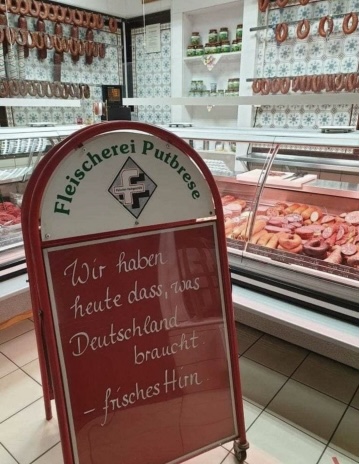 Fleischerei Putbrese
Wir haben
heute dass, was
Deutschland
braucht
- frisches Hirn